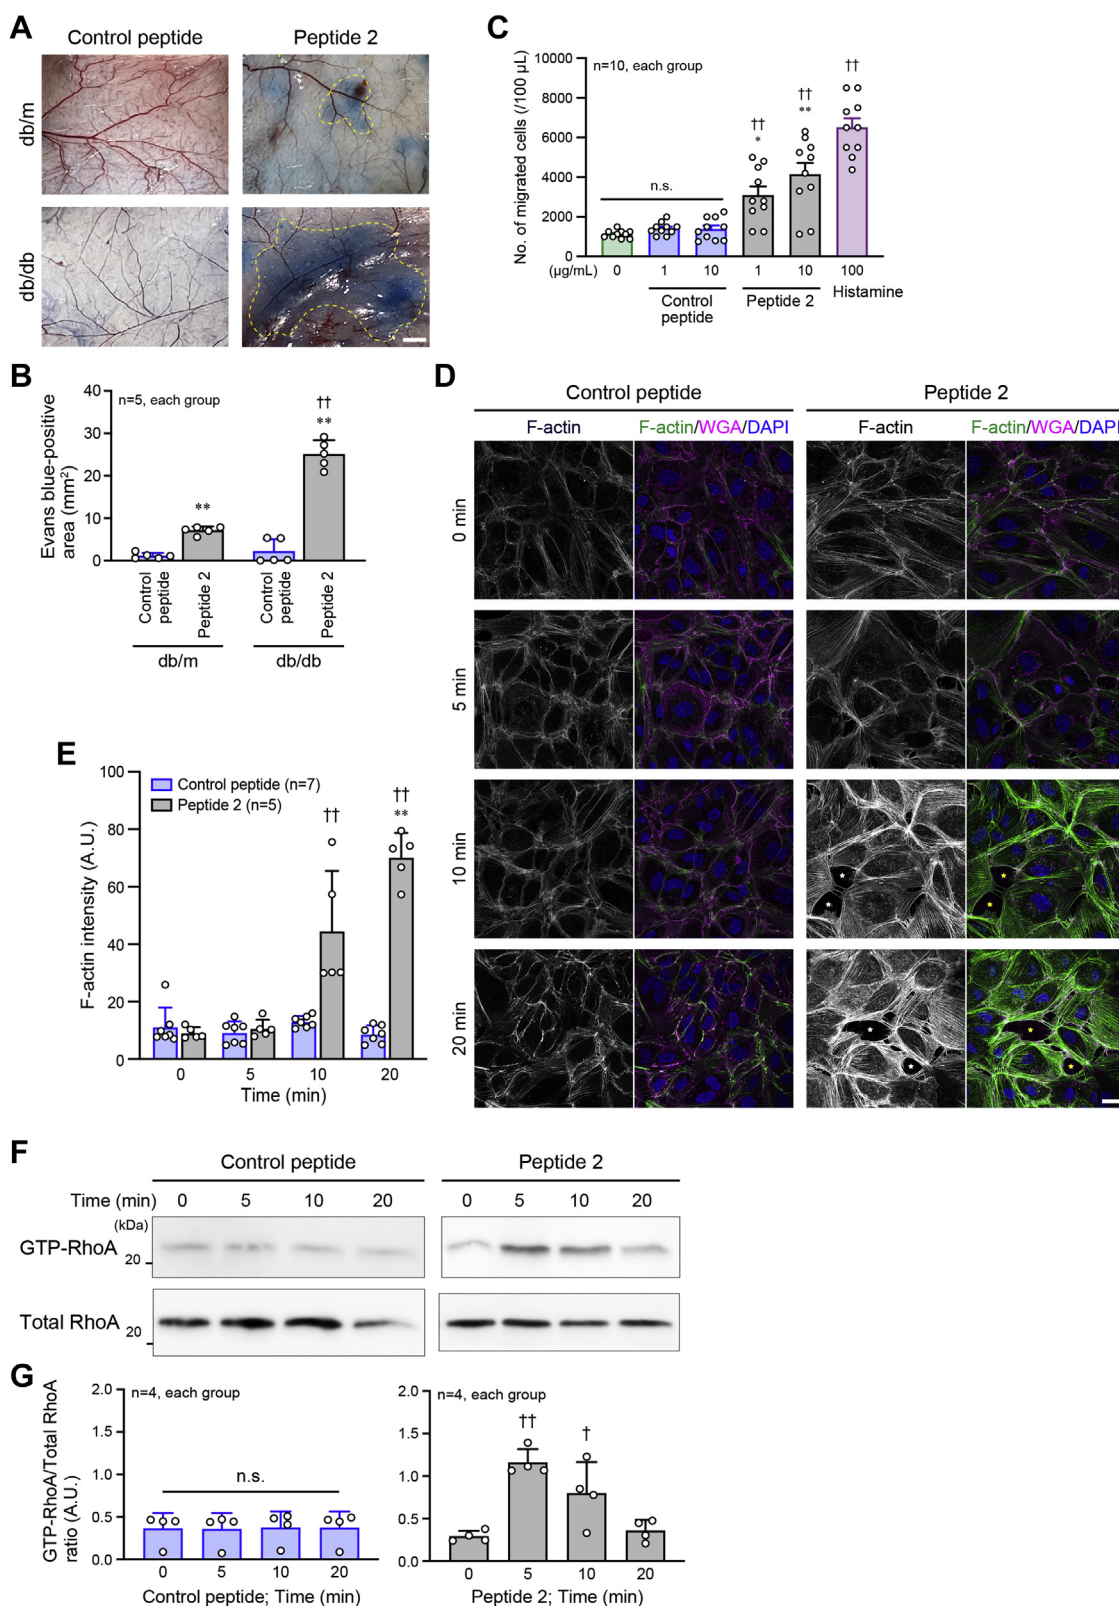 A
Control peptide
Peptide 2
db/m
db/db
B
n=5, each group
Evans blue-positive
area (mm²)
40
30
20
10
0
††
**
**
Control
peptide
Peptide 2
Control
peptide
Peptide 2
db/m
db/db
C
n=10, each group
No. of migrated cells (/100 µL)
10000
8000
6000
4000
2000
0
n.s.
††
*
††
**
††
(µg/mL)
0
1
10
1
10
100
Control
peptide
Peptide 2
Histamine
D
Control peptide
Peptide 2
F-actin
F-actin/WGA/DAPI
F-actin
F-actin/WGA/DAPI
0 min
5 min
10 min
20 min
E
F-actin intensity (A.U.)
100
80
60
40
20
0
Control peptide (n=7)
Peptide 2 (n=5)
††
††
**
0
5
10
20
Time (min)
F
Control peptide
Peptide 2
Time (min)
0
5
10
20
0
5
10
20
(kDa)
GTP-RhoA
20
Total RhoA
20
G
GTP-RhoA/Total RhoA
ratio (A.U.)
n=4, each group
2.0
1.5
1.0
0.5
0.0
n.s.
0
5
10
20
Control peptide; Time (min)
n=4, each group
2.0
1.5
1.0
0.5
0.0
††
†
0
5
10
20
Peptide 2; Time (min)